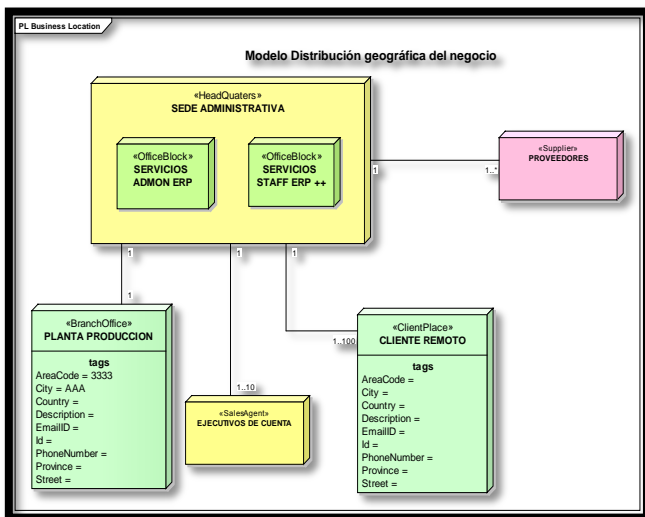 PL Business Location
Modelo Distribución geográfica del negocio
«HeadQuaters»
SEDE ADMINISTRATIVA
«OfficeBlock»
SERVICIOS
ADMON ERP
«OfficeBlock»
SERVICIOS
STAFF ERP ++
«Supplier»
PROVEEDORES
1
1..*
1
1
1
1
1..10
1..100
«BranchOffice»
PLANTA PRODUCCION
tags
AreaCode = 3333
City = AAA
Country =
Description =
EmailID =
Id =
PhoneNumber =
Province =
Street =
«SalesAgent»
EJECUTIVOS DE CUENTA
«ClientPlace»
CLIENTE REMOTO
tags
AreaCode =
City =
Country =
Description =
EmailID =
Id =
PhoneNumber =
Province =
Street =